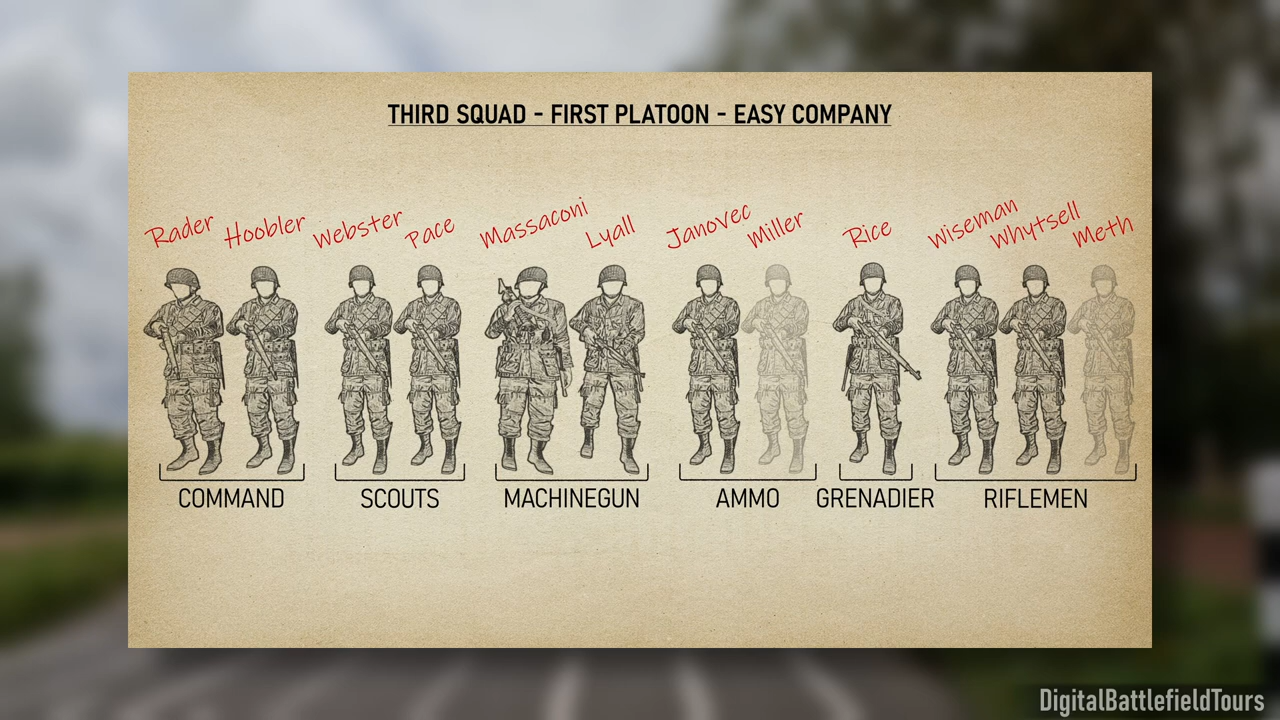 THIRD SQUAD - FIRST PLATOON - EASY COMPANY
Rader Hoobler Webster Pace Massaconi Lyall Janovec Miller Rice Wiseman Whytsell Meth
COMMAND SCOUTS MACHINEGUN AMMO GRENADIER RIFLEMEN
DigitalBattlefieldTours